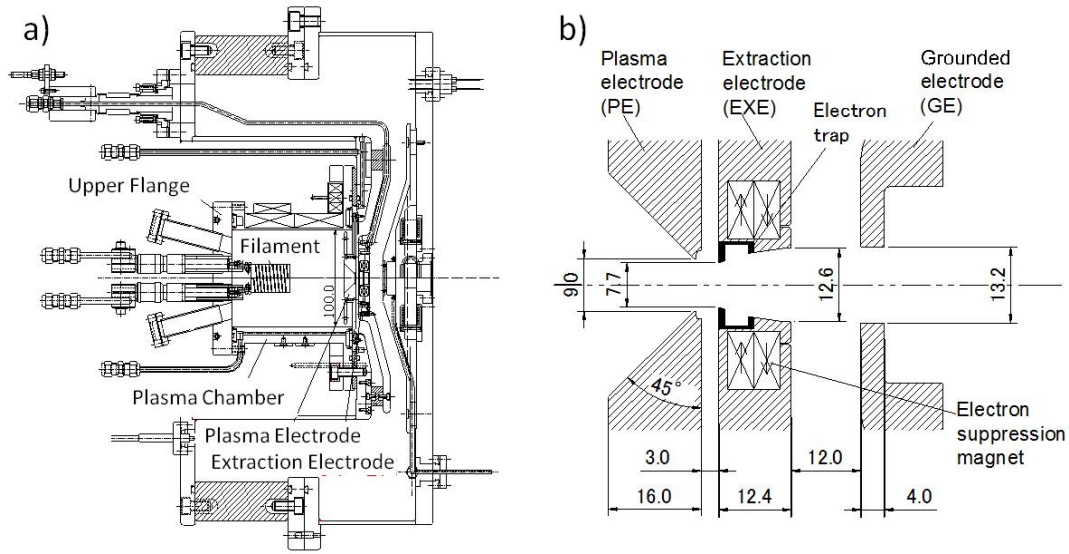 a)
Upper Flange
Filament
100.0
Plasma Chamber
Plasma Electrode
Extraction Electrode
b)
Plasma
electrode
(PE)
Extraction
electrode
(EXE)
Electron
trap
Grounded
electrode
(GE)
9.0
7.7
12.6
13.2
45°
Electron
suppression
magnet
3.0
12.0
16.0
12.4
4.0